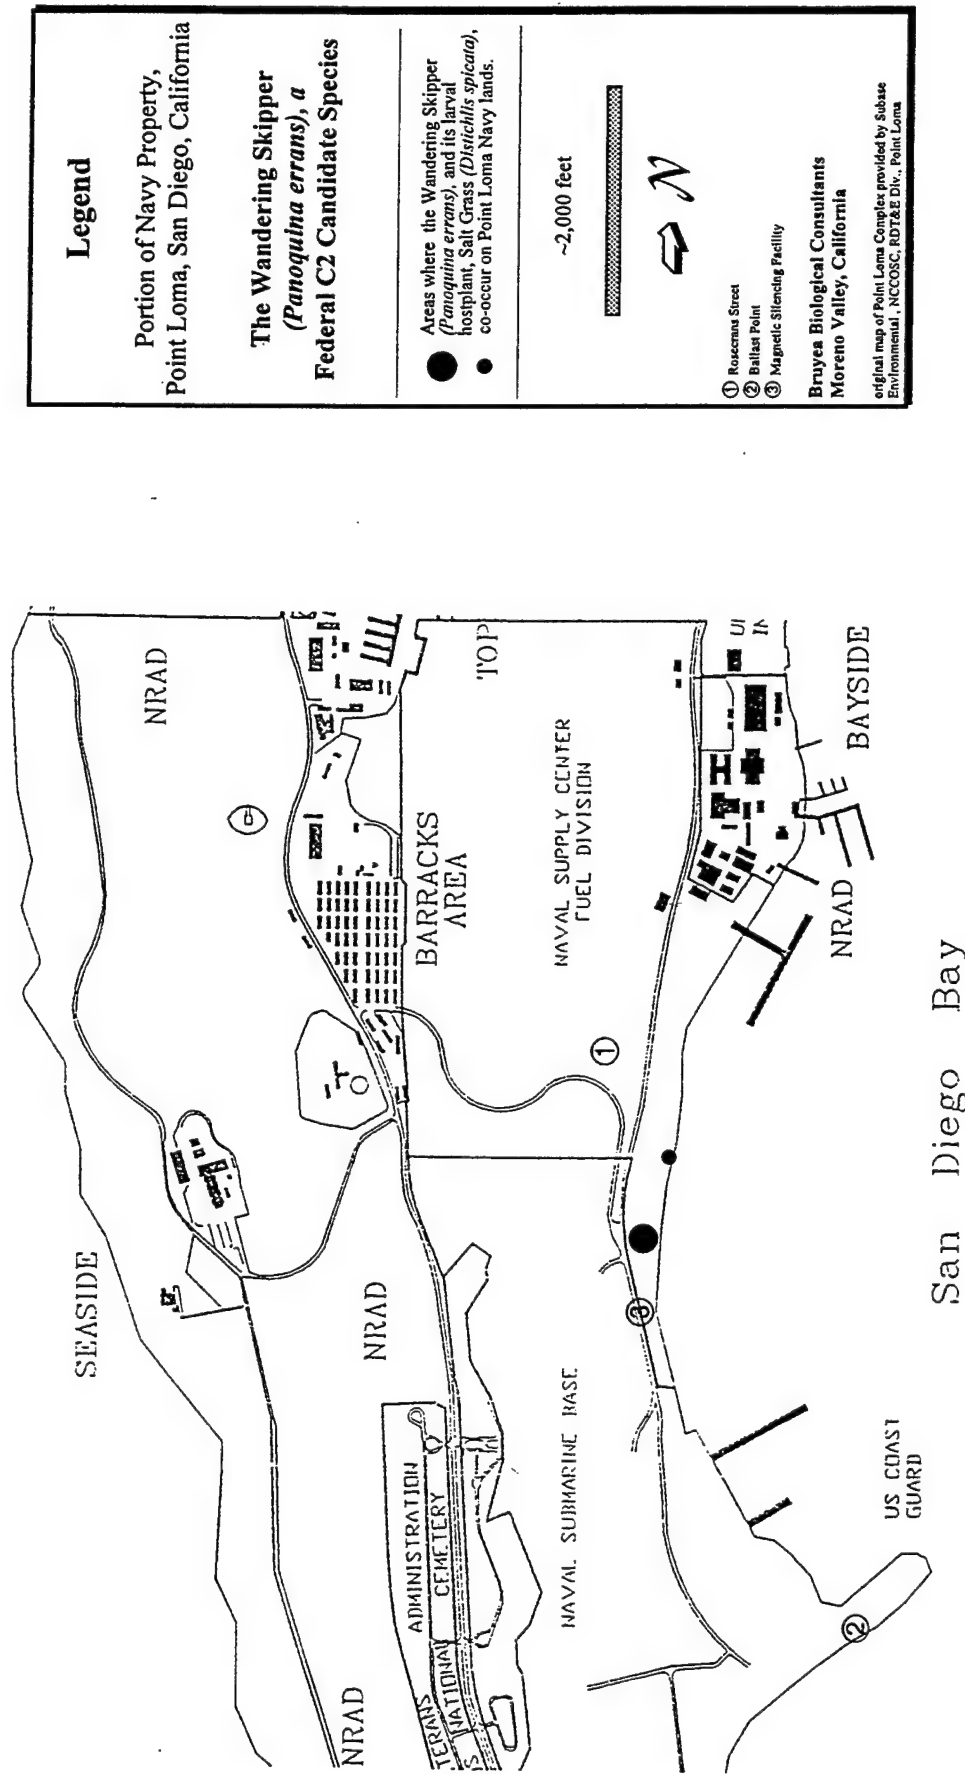 Legend
Portion of Navy Property,
Point Loma, San Diego, California
The Wandering Skipper
(Panoquina errans), a
Federal C2 Candidate Species
Areas where the Wandering Skipper
(Panoquina errans), and its larval
hostplant, Salt Grass (Distichlis spicata),
co-occur on Point Loma Navy lands.
~2,000 feet
N
① Rosecrans Street
② Ballast Point
③ Magnetic Silencing Facility
Bruyea Biological Consultants
Moreno Valley, California
original map of Point Loma Complex provided by Subase
Environmental, NCCOSC, RDT&E Div., Point Loma
SEASIDE
NRAD
NRAD
NRAD
TERANS
NATIONAL
ADMINISTRATION
CEMETERY
BARRACKS
AREA
TOP
NAVAL SUPPLY CENTER
FUEL DIVISION
①
③
②
NAVAL SUBMARINE BASE
US COAST
GUARD
NRAD
BAYSIDE
San Diego Bay